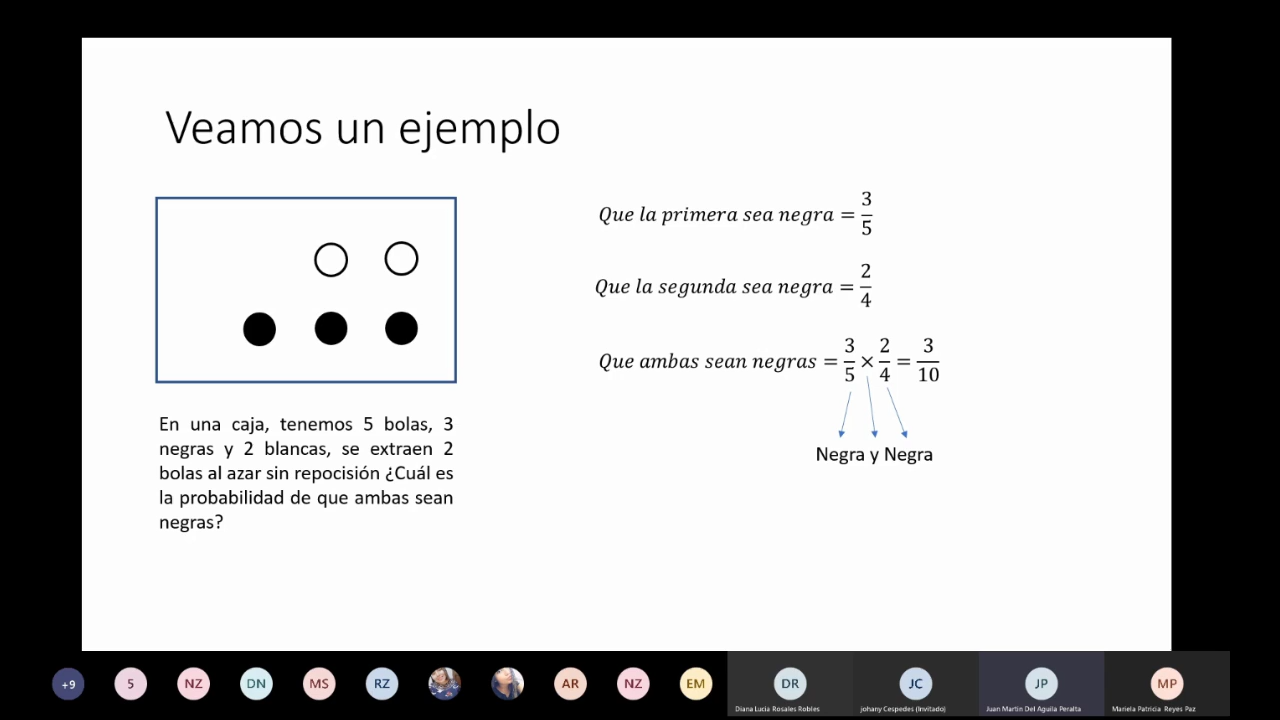 Veamos un ejemplo
En una caja, tenemos 5 bolas, 3
negras y 2 blancas, se extraen 2
bolas al azar sin repocisión ¿Cuál es
la probabilidad de que ambas sean
negras?
Que la primera sea negra = 3/5
Que la segunda sea negra = 2/4
Que ambas sean negras = 3/5 × 2/4 = 3/10
Negra y Negra
+9 5 NZ DN MS RZ AR NZ EM DR JC JP MP
Diana Lucia Rosales Robles johany Cespedes (Invitado) Juan Martin Del Aguila Peralta Mariela Patricia Reyes Paz